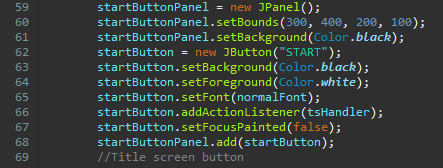 59 startButtonPanel = new JPanel();
60 startButtonPanel.setBounds(300, 400, 200, 100);
61 startButtonPanel.setBackground(Color.black);
62 startButton = new JButton("START");
63 startButton.setBackground(Color.black);
64 startButton.setForeground(Color.white);
65 startButton.setFont(normalFont);
66 startButton.addActionListener(tsHandler);
67 startButton.setFocusPainted(false);
68 startButtonPanel.add(startButton);
69 //Title screen button